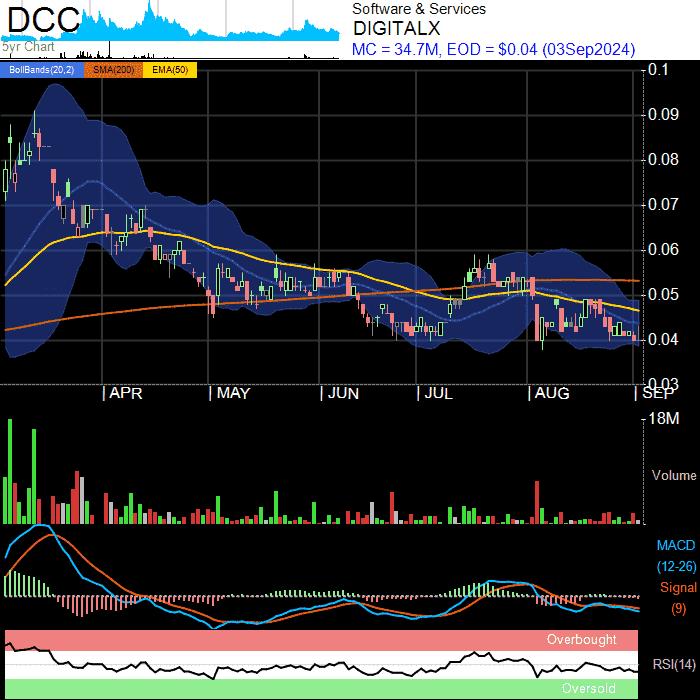 DCC
5yr Chart
Software & Services
DIGITALX
MC = 34.7M, EOD = $0.04 (03Sep2024)
BollBands(20,2) SMA(200) EMA(50)
0.1
0.09
0.08
0.07
0.06
0.05
0.04
0.03
APR MAY JUN JUL AUG SEP
18M
Volume
MACD
(12-26)
Signal
(9)
Overbought
RSI(14)
Oversold